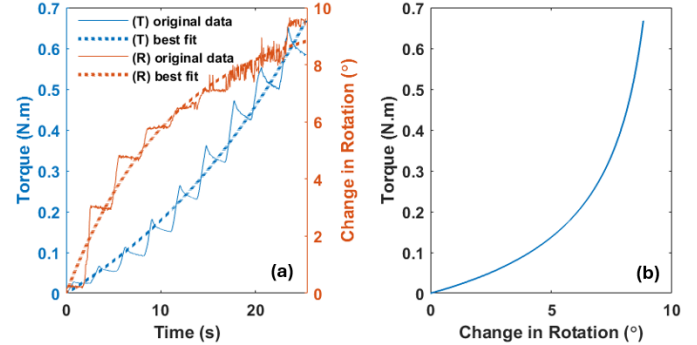 (T) original data
(T) best fit
(R) original data
(R) best fit
0.7
0.6
0.5
0.4
0.3
0.2
0.1
0
Torque (N.m)
10
8
6
4
2
0
Change in Rotation (°)
0
10
20
Time (s)
(a)
0.7
0.6
0.5
0.4
0.3
0.2
0.1
0
Torque (N.m)
0
5
10
Change in Rotation (°)
(b)